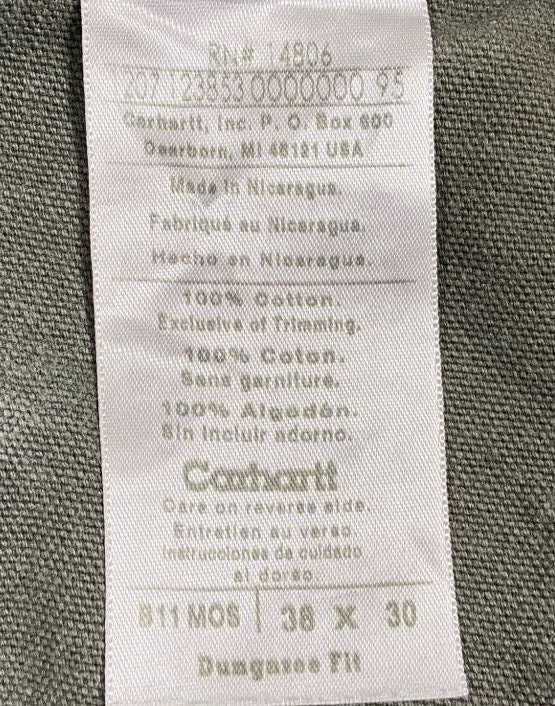 RN# 14806
207 123853 0000000 95
Carhartt, Inc. P. O. Box 600
Dearborn, MI 48121 USA
Made in Nicaragua.
Fabriqué au Nicaragua.
Hecho en Nicaragua.
100% Cotton.
Exclusive of Trimming.
100% Coton.
Sans garniture.
100% Algodón.
Sin incluir adorno.
Carhartt
Care on reverse side.
Entretien au verso
Instrucciones de cuidado
al dorso
B11 MOS | 38 X 30
Dungaree Fit